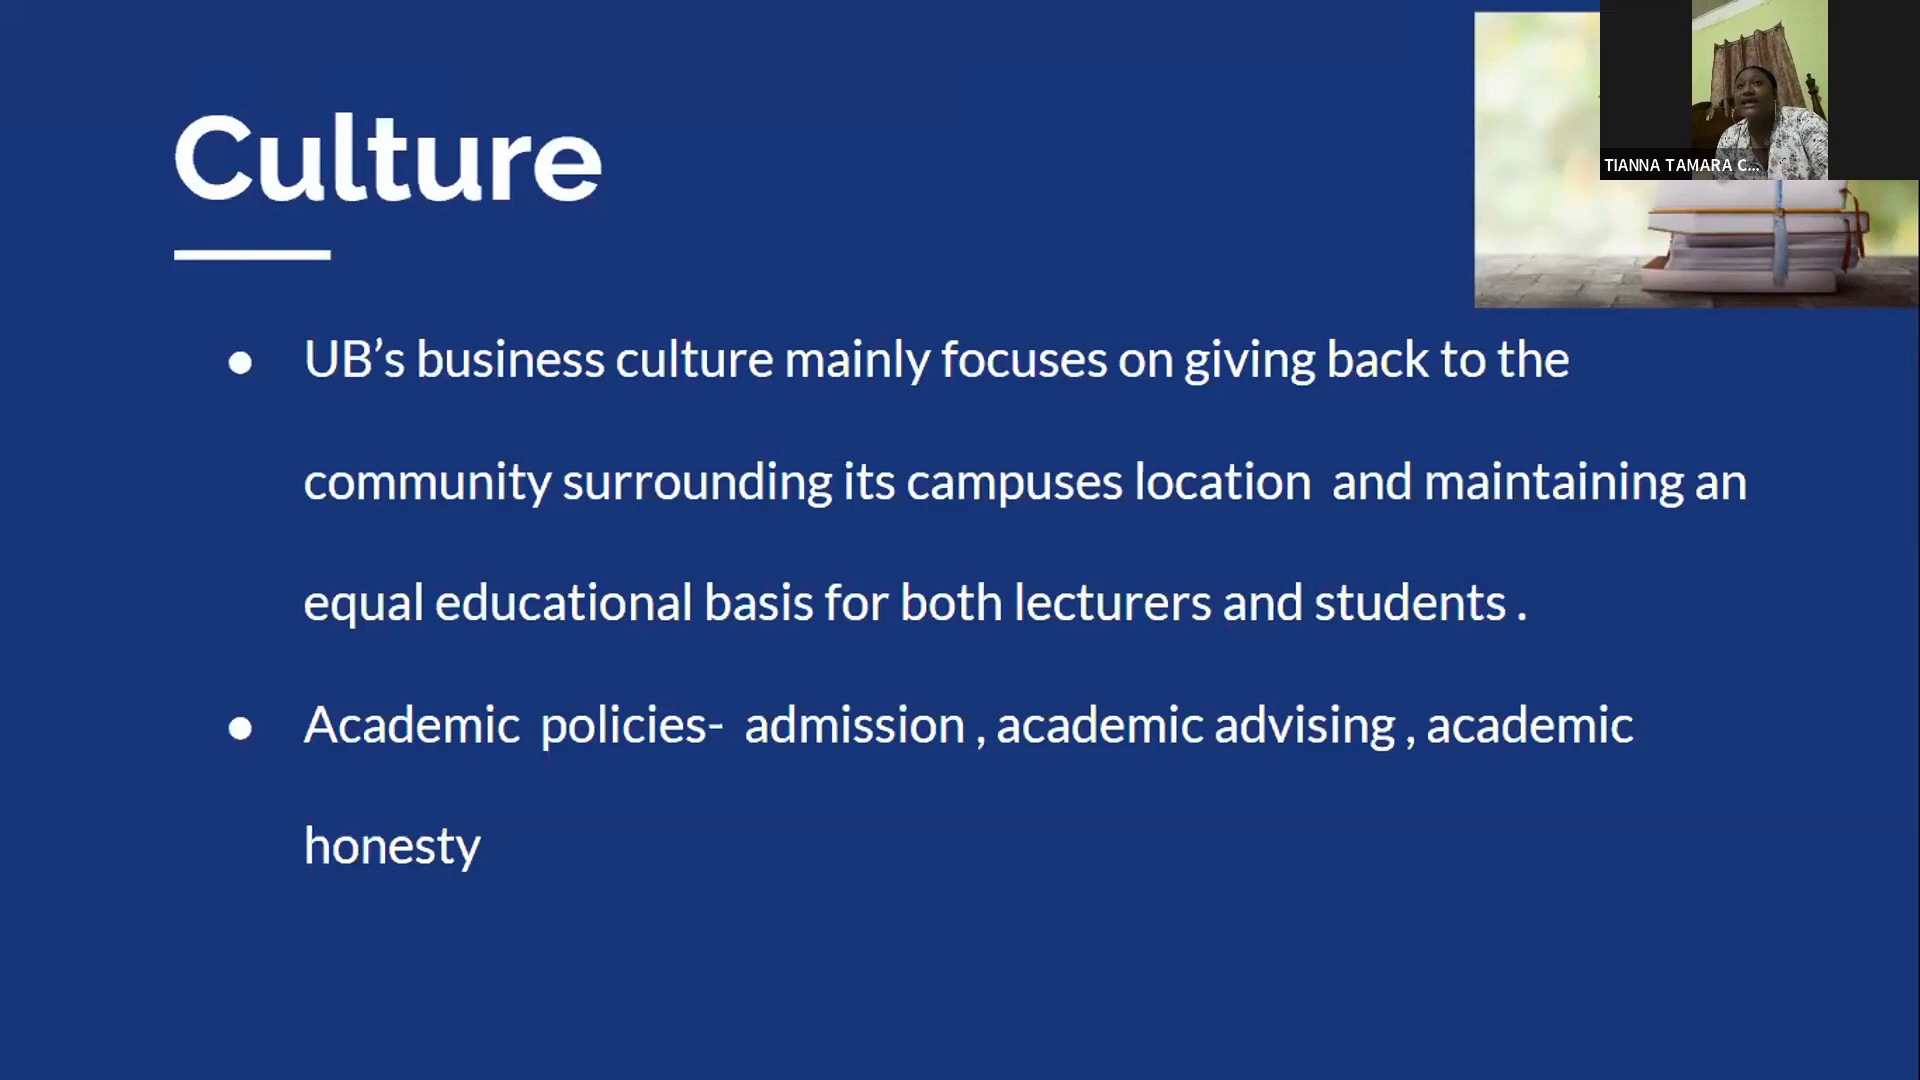 Culture
TIANNA TAMARA C...
● UB’s business culture mainly focuses on giving back to the
community surrounding its campuses location  and maintaining an
equal educational basis for both lecturers and students .
● Academic  policies-  admission , academic advising , academic
honesty